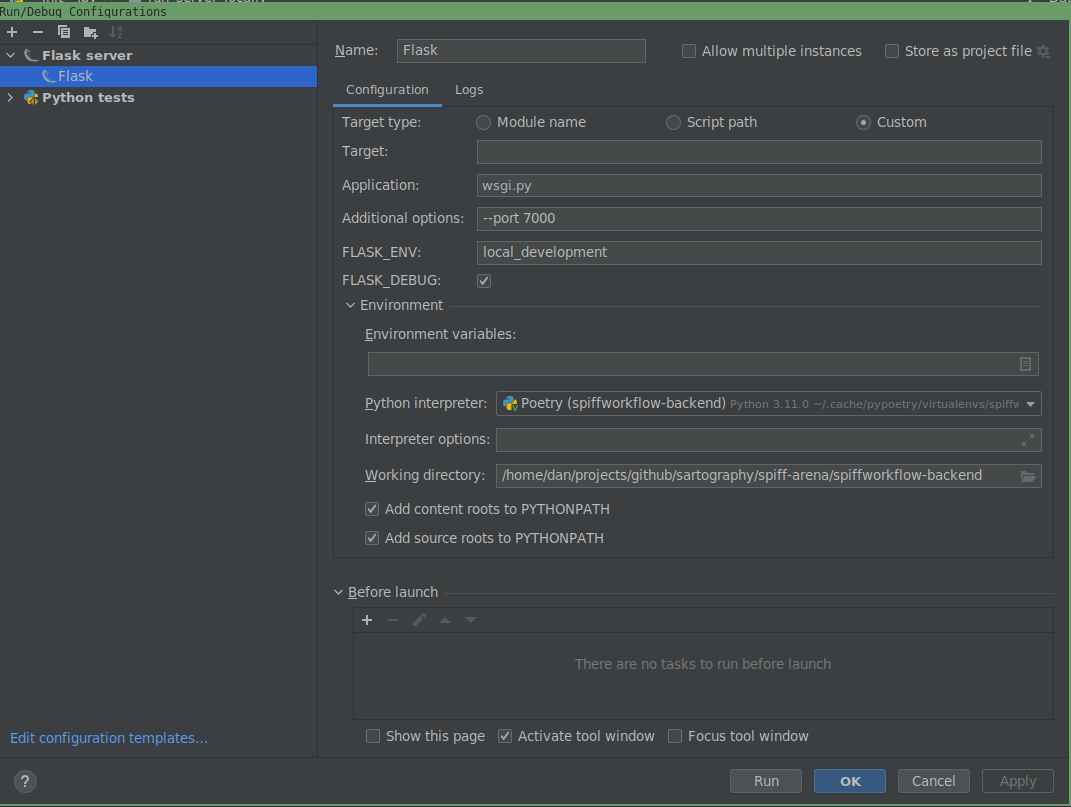 Run/Debug Configurations
Flask server
Flask
Python tests
Name: Flask
Allow multiple instances
Store as project file
Configuration Logs
Target type: Module name Script path Custom
Target:
Application: wsgi.py
Additional options: --port 7000
FLASK_ENV: local_development
FLASK_DEBUG:
Environment
Environment variables:
Python interpreter: Poetry (spiffworkflow-backend) Python 3.11.0 ~/.cache/pypoetry/virtualenvs/spiffw
Interpreter options:
Working directory: /home/dan/projects/github/sartography/spiff-arena/spiffworkflow-backend
Add content roots to PYTHONPATH
Add source roots to PYTHONPATH
Before launch
There are no tasks to run before launch
Show this page Activate tool window Focus tool window
Edit configuration templates...
? Run OK Cancel Apply